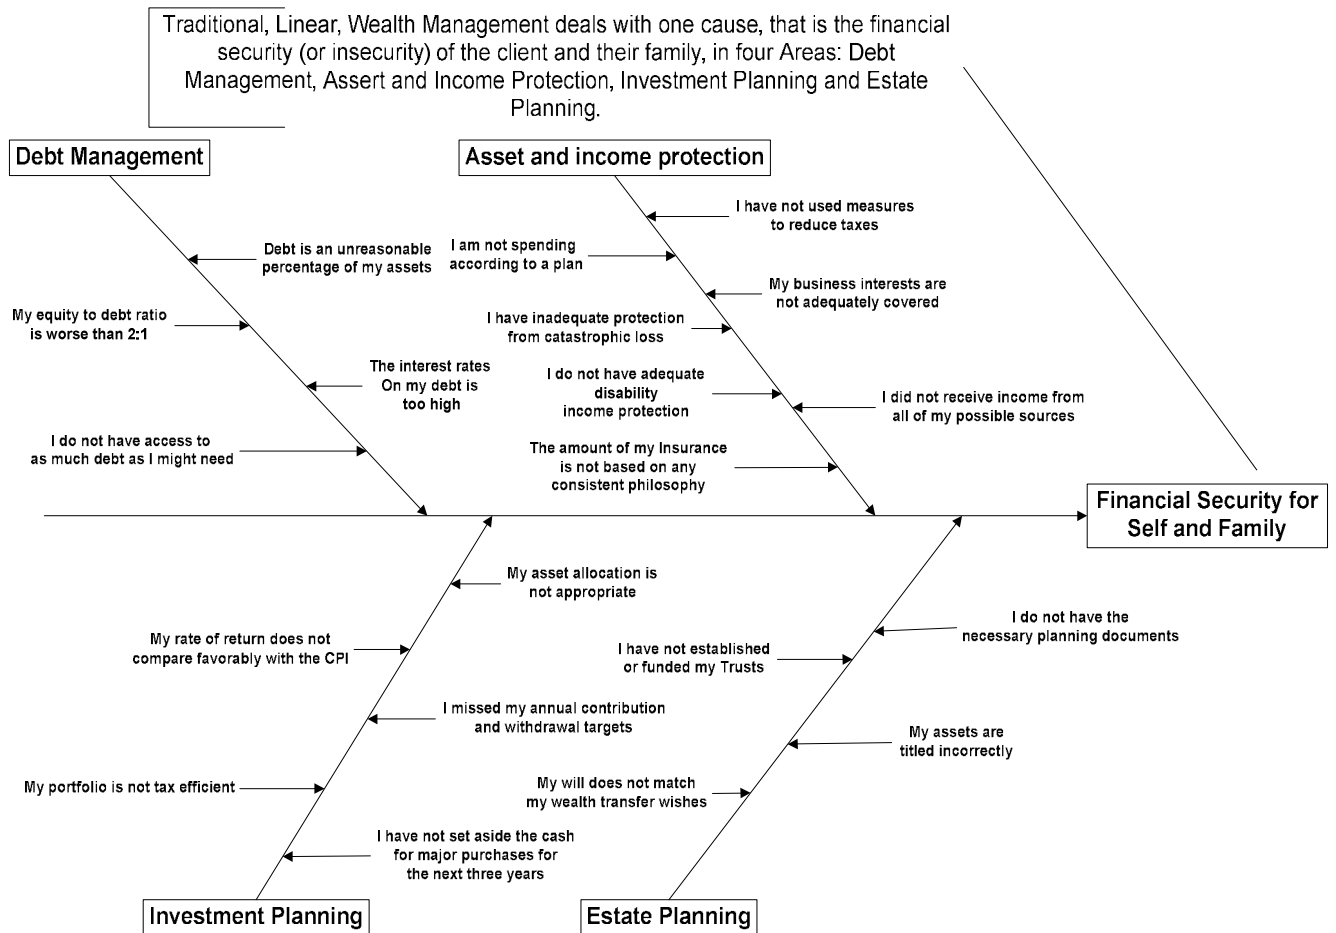 Traditional, Linear, Wealth Management deals with one cause, that is the financial
security (or insecurity) of the client and their family, in four Areas: Debt
Management, Assert and Income Protection, Investment Planning and Estate
Planning.
Debt Management
Asset and income protection
Debt is an unreasonable
percentage of my assets
My equity to debt ratio
is worse than 2:1
The interest rates
On my debt is
too high
I do not have access to
as much debt as I might need
I have not used measures
to reduce taxes
I am not spending
according to a plan
My business interests are
not adequately covered
I have inadequate protection
from catastrophic loss
I do not have adequate
disability
income protection
I did not receive income from
all of my possible sources
The amount of my Insurance
is not based on any
consistent philosophy
Financial Security for
Self and Family
My asset allocation is
not appropriate
My rate of return does not
compare favorably with the CPI
I missed my annual contribution
and withdrawal targets
My portfolio is not tax efficient
I have not set aside the cash
for major purchases for
the next three years
I do not have the
necessary planning documents
I have not established
or funded my Trusts
My assets are
titled incorrectly
My will does not match
my wealth transfer wishes
Investment Planning
Estate Planning